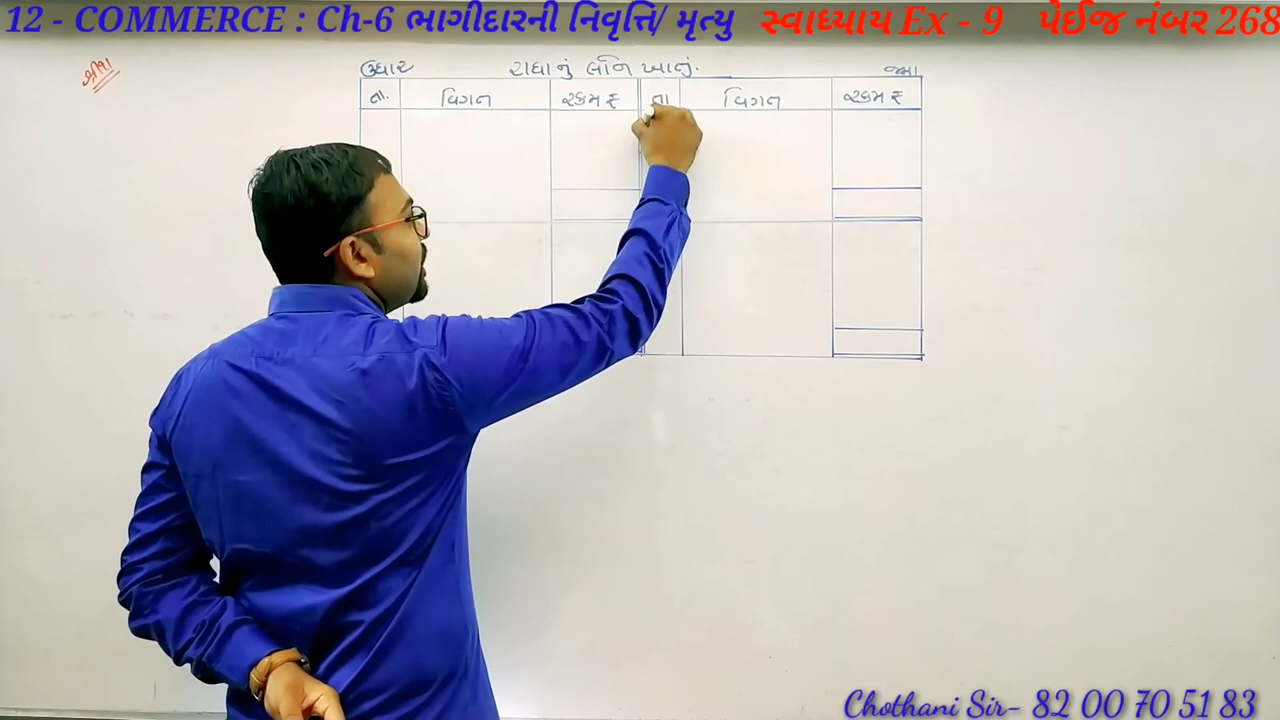 12 - COMMERCE : Ch-6 ભાગીદારની નિવૃત્તિ/ મૃત્યુ સ્વાધ્યાય Ex - 9 પેઈજ નંબર 268
ઉધાર રાધાનું લોન ખાતું. જમા
તા. વિગત રકમ ₹ તા વિગત રકમ ₹
Chothani Sir- 82 00 70 51 83